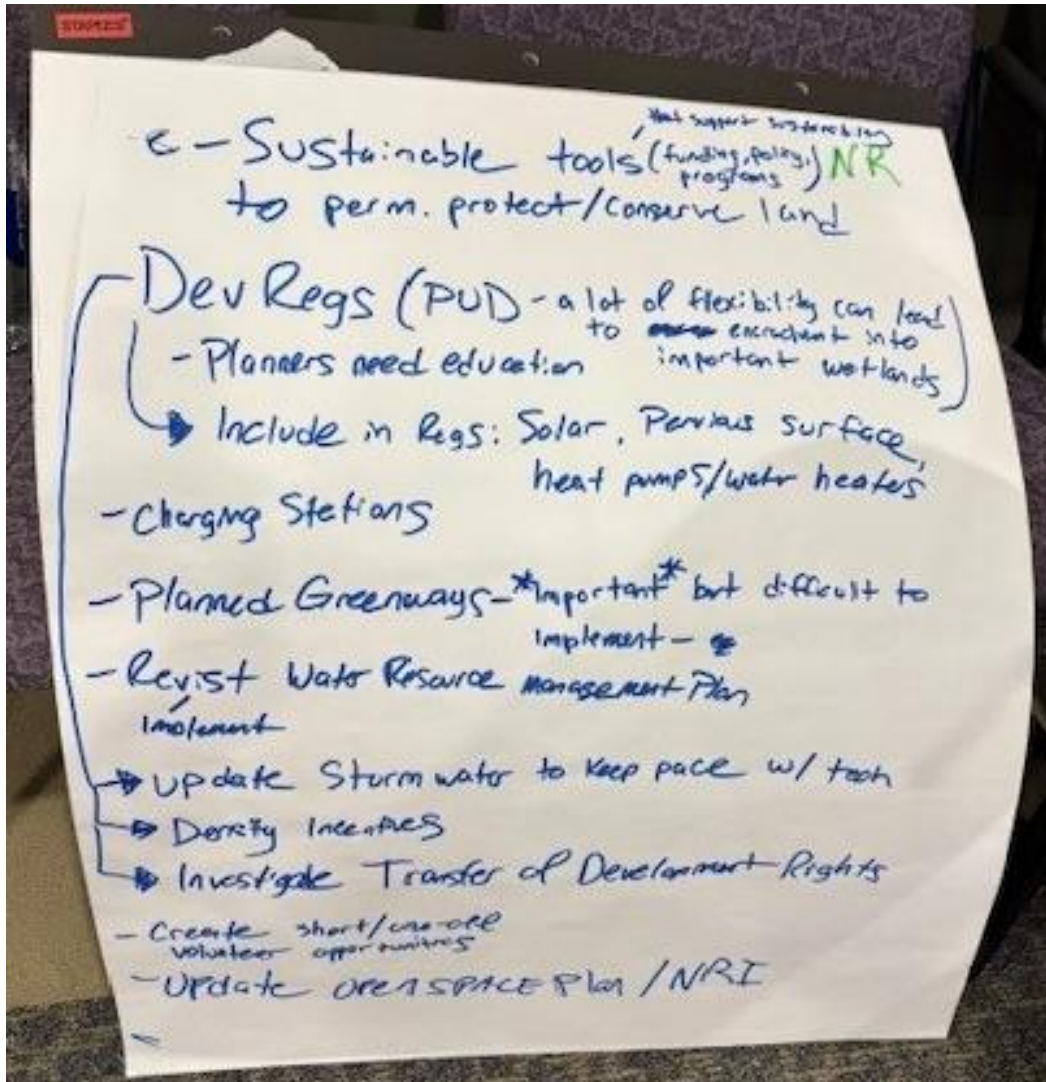 STAPLES
that support sustainability
c - Sustainable tools (funding, policy, programs) NR
to perm. protect/conserve land
Dev Regs (PUD - a lot of flexibility can lead
to encrochent into
- Planners need education important wetlands)
Include in Regs: Solar, Pervious surface,
heat pumps/water heaters
- Charging Stations
- Planned Greenways - *Important* but difficult to
implement -
- Revist Water Resource management Plan
Implement
Update Stormwater to keep pace w/ tech
Density Incentives
Investigate Transfer of Development Rights
- Create short/one-off
volunteer opportunities
- Update OPEN SPACE Plan / NRI